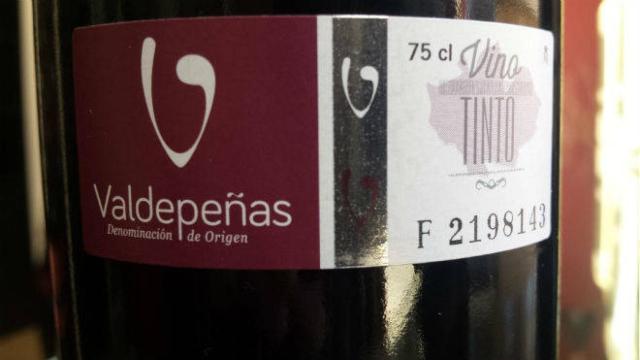 Valdepeñas
Denominación de Origen
75 cl
Vino
TINTO
F 2198143